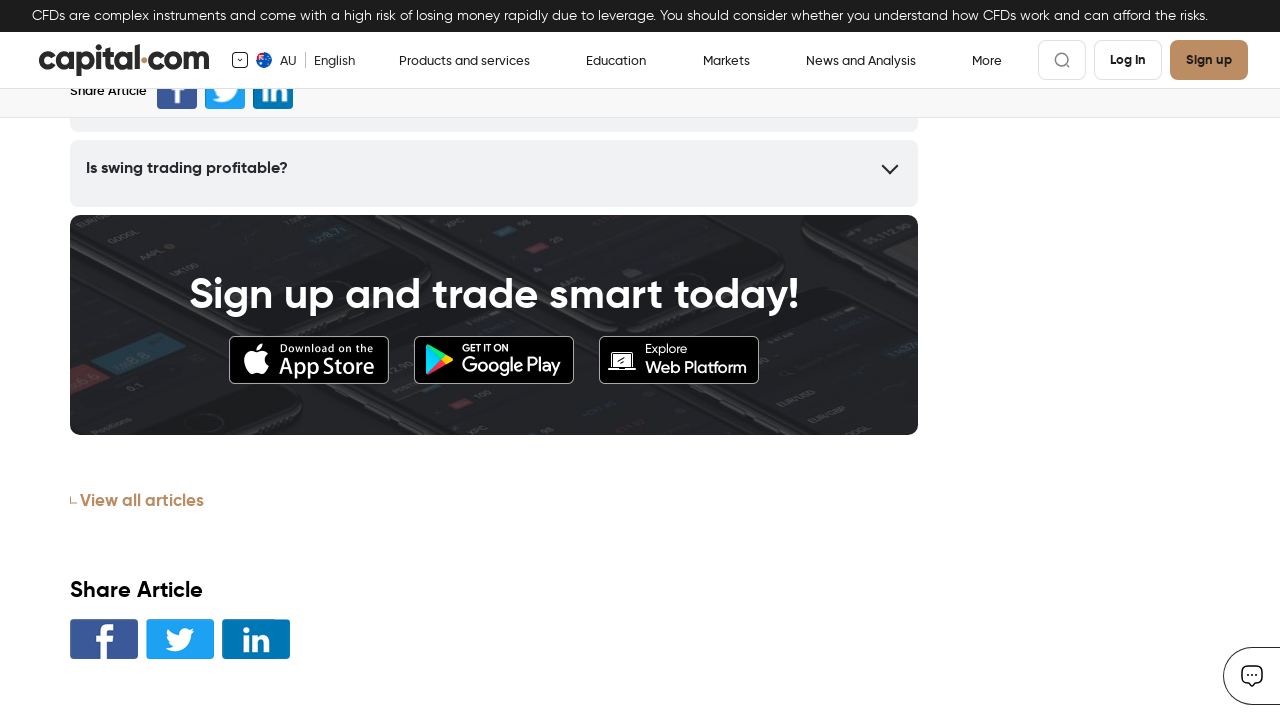 CFDs are complex instruments and come with a high risk of losing money rapidly due to leverage. You should consider whether you understand how CFDs work and can afford the risks.
capital.com AU English Products and services Education Markets News and Analysis More Log In Sign up
Share Article
Is swing trading profitable?
Sign up and trade smart today!
Download on the App Store
GET IT ON Google Play
Explore Web Platform
View all articles
Share Article